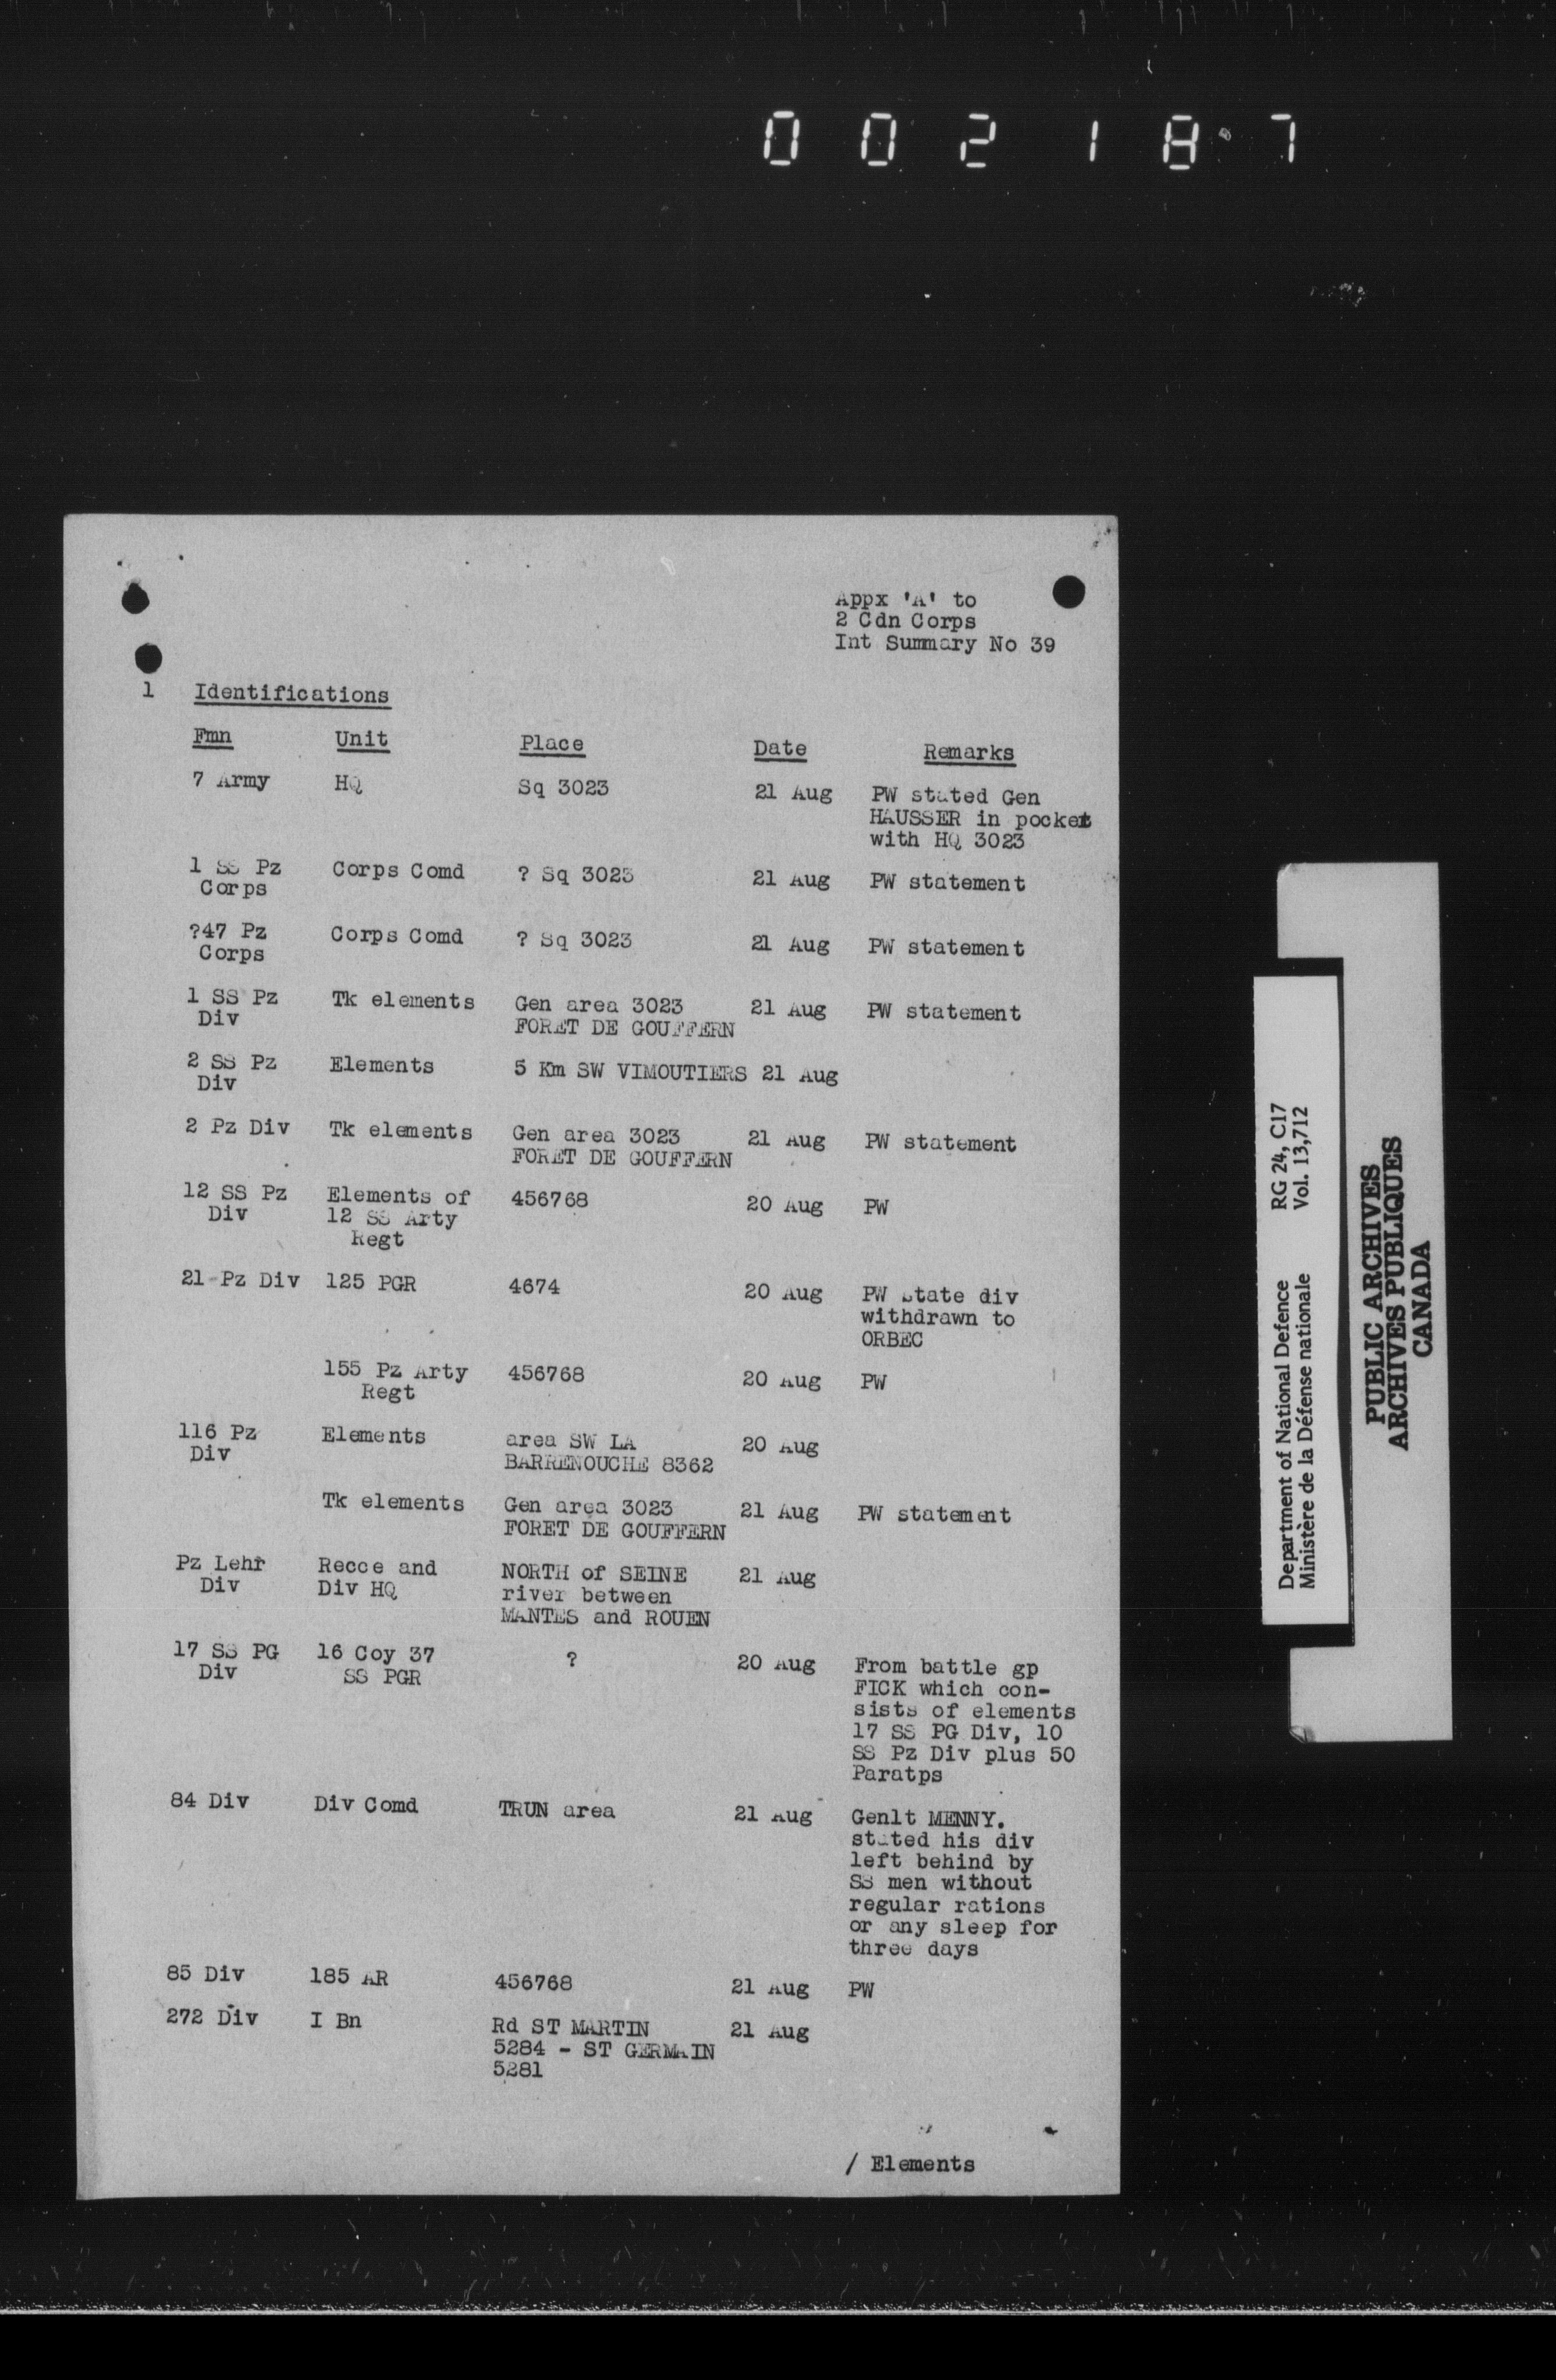 002187
Appx 'A' to
2 Cdn Corps
Int Summary No 39
1 Identifications
Fmn Unit Place Date Remarks
7 Army HQ Sq 3023 21 Aug PW stated Gen
HAUSSER in pocket
with HQ 3023
1 SS Pz Corps Comd ? Sq 3023 21 Aug PW statement
Corps
?47 Pz Corps Comd ? Sq 3023 21 Aug PW statement
Corps
1 SS Pz Tk elements Gen area 3023 21 Aug PW statement
Div FORET DE GOUFFERN
2 SS Pz Elements 5 Km SW VIMOUTIERS 21 Aug
Div
2 Pz Div Tk elements Gen area 3023 21 Aug PW statement
FORET DE GOUFFERN
12 SS Pz Elements of 456768 20 Aug PW
Div 12 SS Arty
Regt
21 Pz Div 125 PGR 4674 20 Aug PW state div
withdrawn to
ORBEC
155 Pz Arty 456768 20 Aug PW
Regt
116 Pz Elements area SW LA 20 Aug
Div BARRENOUCHE 8362
Tk elements Gen area 3023 21 Aug PW statement
FORET DE GOUFFERN
Pz Lehr Recce and NORTH of SEINE 21 Aug
Div Div HQ river between
MANTES and ROUEN
17 SS PG 16 Coy 37 ? 20 Aug From battle gp
Div SS PGR FICK which con-
sists of elements
17 SS PG Div, 10
SS Pz Div plus 50
Paratps
84 Div Div Comd TRUN area 21 Aug Genlt MENNY.
stated his div
left behind by
SS men without
regular rations
or any sleep for
three days
85 Div 185 AR 456768 21 Aug PW
272 Div I Bn Rd ST MARTIN 21 Aug
5284 - ST GERMAIN
5281
/ Elements
Department of National Defence RG 24, C17
Ministère de la Défense nationale Vol. 13,712
PUBLIC ARCHIVES
ARCHIVES PUBLIQUES
CANADA